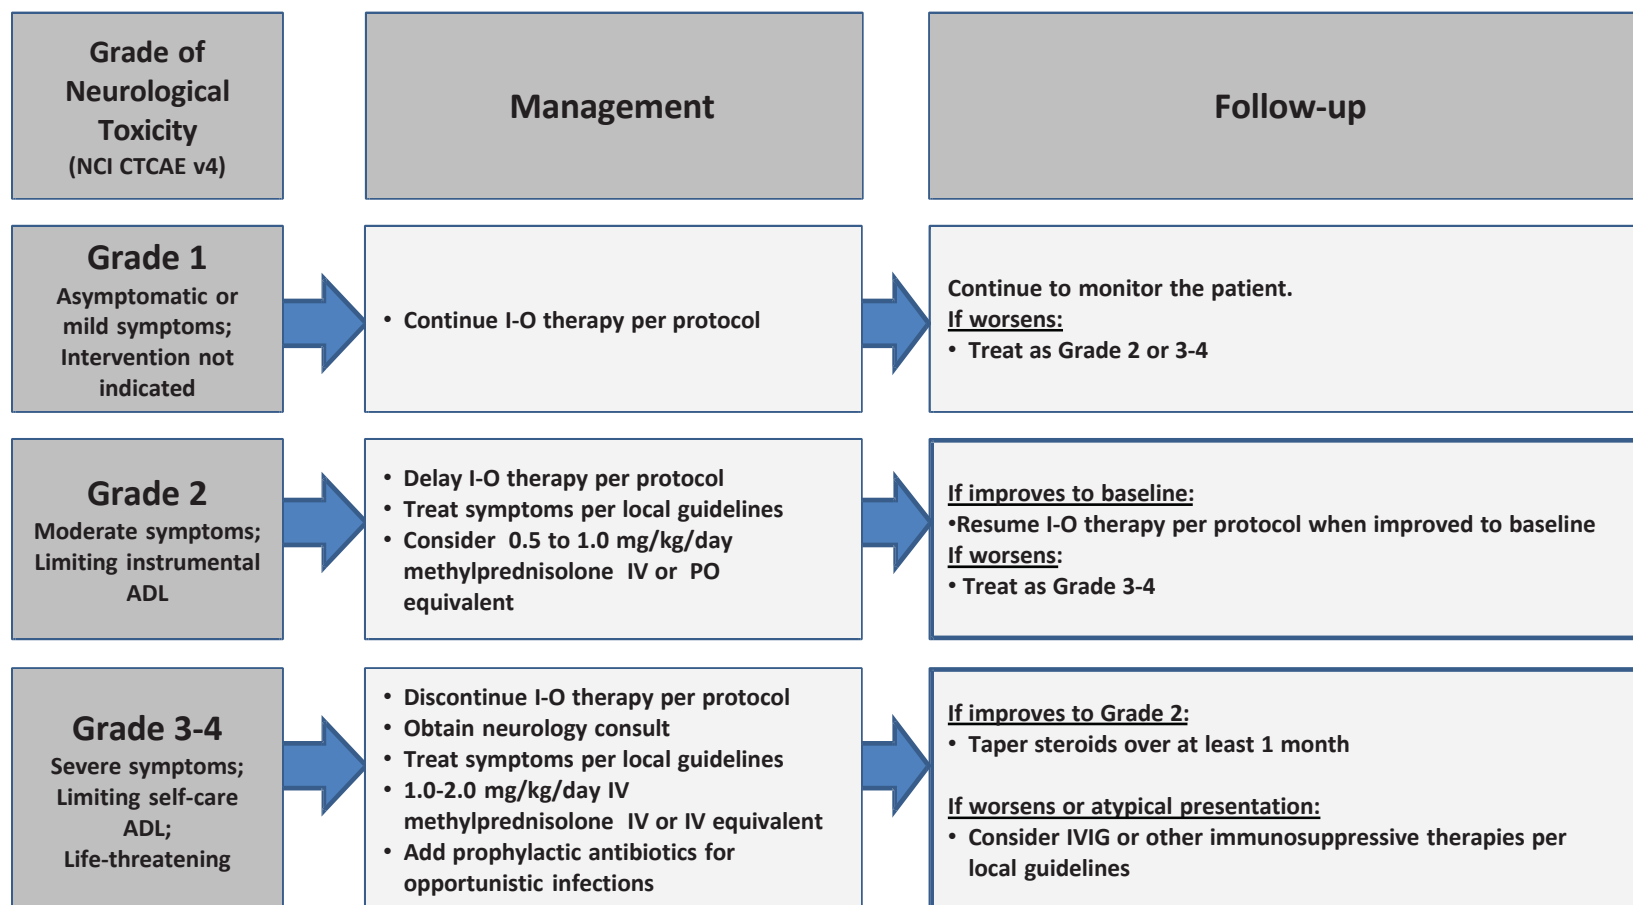 Grade of
Neurological
Toxicity
(NCI CTCAE v4)
Management
Follow-up
Grade 1
Asymptomatic or
mild symptoms;
Intervention not
indicated
• Continue I-O therapy per protocol
Continue to monitor the patient.
If worsens:
• Treat as Grade 2 or 3-4
Grade 2
Moderate symptoms;
Limiting instrumental
ADL
• Delay I-O therapy per protocol
• Treat symptoms per local guidelines
• Consider 0.5 to 1.0 mg/kg/day
methylprednisolone IV or PO
equivalent
If improves to baseline:
•Resume I-O therapy per protocol when improved to baseline
If worsens:
• Treat as Grade 3-4
Grade 3-4
Severe symptoms;
Limiting self-care
ADL;
Life-threatening
• Discontinue I-O therapy per protocol
• Obtain neurology consult
• Treat symptoms per local guidelines
• 1.0-2.0 mg/kg/day IV
methylprednisolone IV or IV equivalent
• Add prophylactic antibiotics for
opportunistic infections
If improves to Grade 2:
• Taper steroids over at least 1 month
If worsens or atypical presentation:
• Consider IVIG or other immunosuppressive therapies per
local guidelines